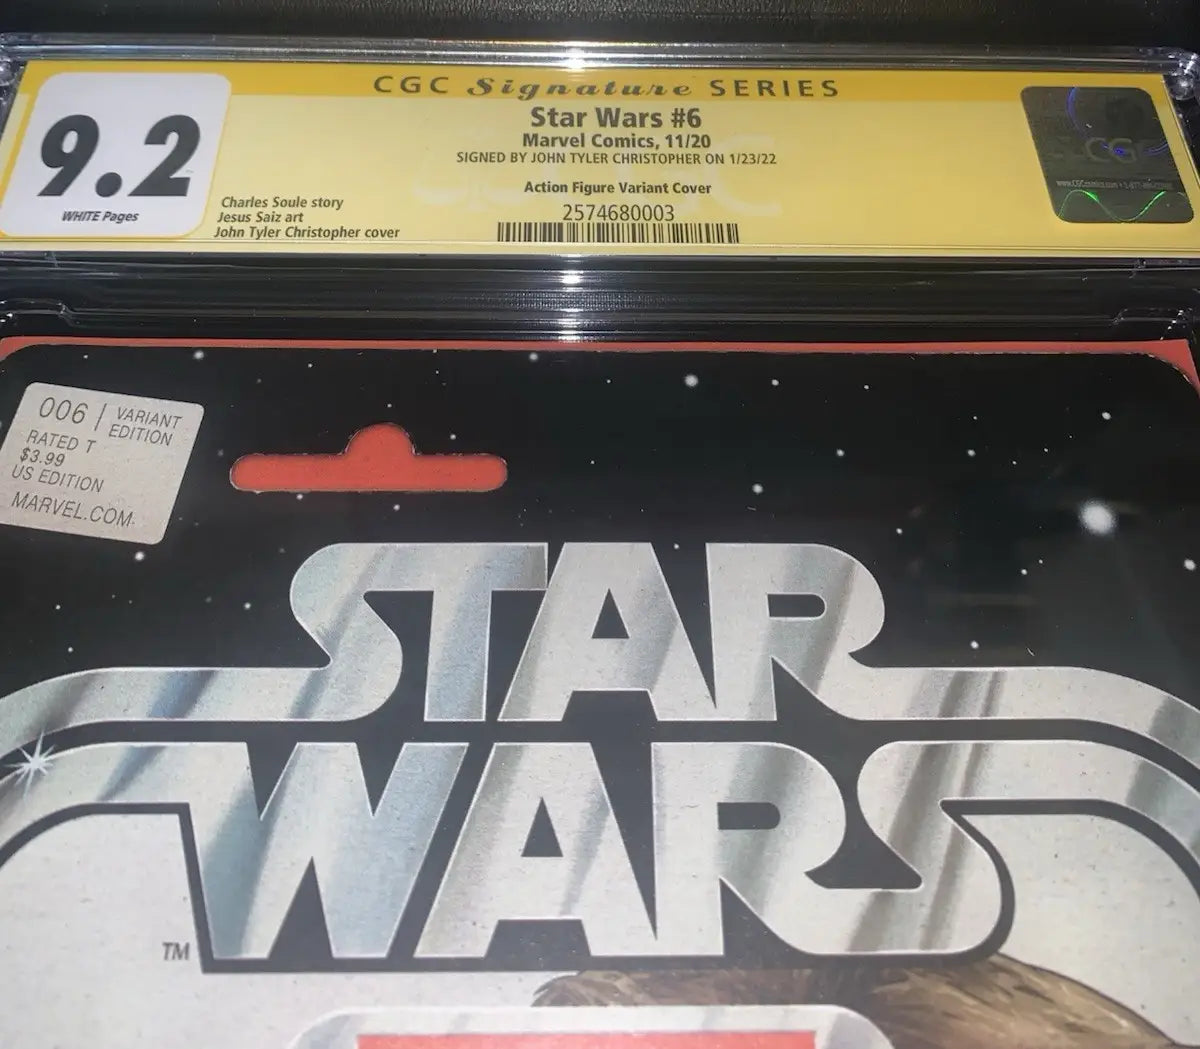 CGC Signature SERIES
9.2
WHITE Pages
Star Wars #6
Marvel Comics, 11/20
SIGNED BY JOHN TYLER CHRISTOPHER ON 1/23/22
Action Figure Variant Cover
Charles Soule story
Jesus Saiz art
John Tyler Christopher cover
2574680003
CGC
006 | VARIANT EDITION
RATED T
$3.99
US EDITION
MARVEL.COM
STAR
WARS
TM